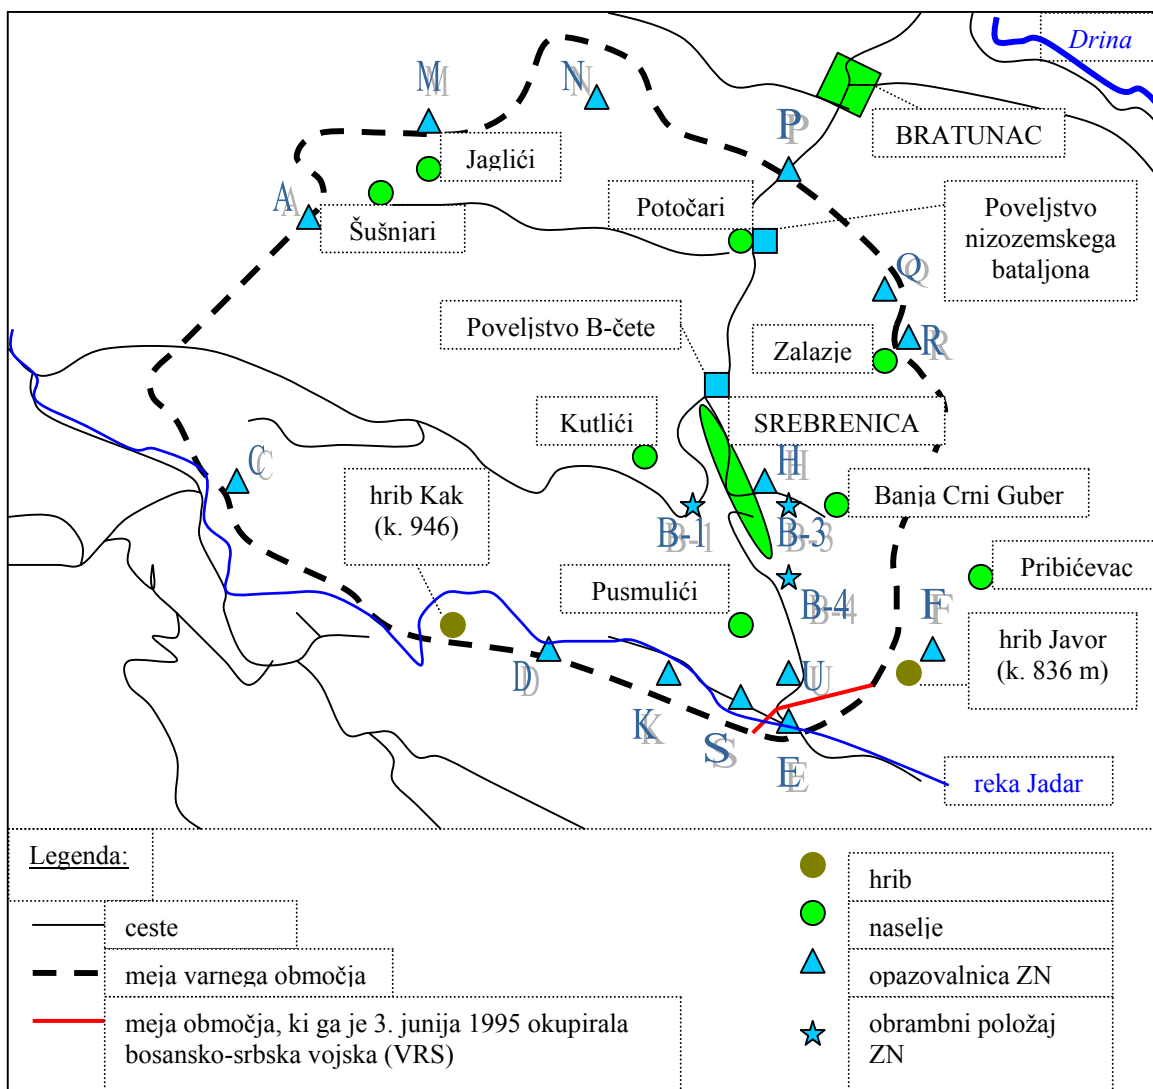 Drina
M
N
P
BRATUNAC
Jaglići
A
Šušnjari
Potočari
Poveljstvo
nizozemskega
bataljona
Q
Poveljstvo B-čete
Zalazje
R
Kutlići
SREBRENICA
C
hrib Kak
(k. 946)
H
Banja Crni Guber
B-1
B-3
Pribićevac
Pusmulići
B-4
F
hrib Javor
(k. 836 m)
D
U
K
S
E
reka Jadar
Legenda:
hrib
ceste
naselje
meja varnega območja
opazovalnica ZN
meja območja, ki ga je 3. junija 1995 okupirala
bosansko-srbska vojska (VRS)
obrambni položaj
ZN